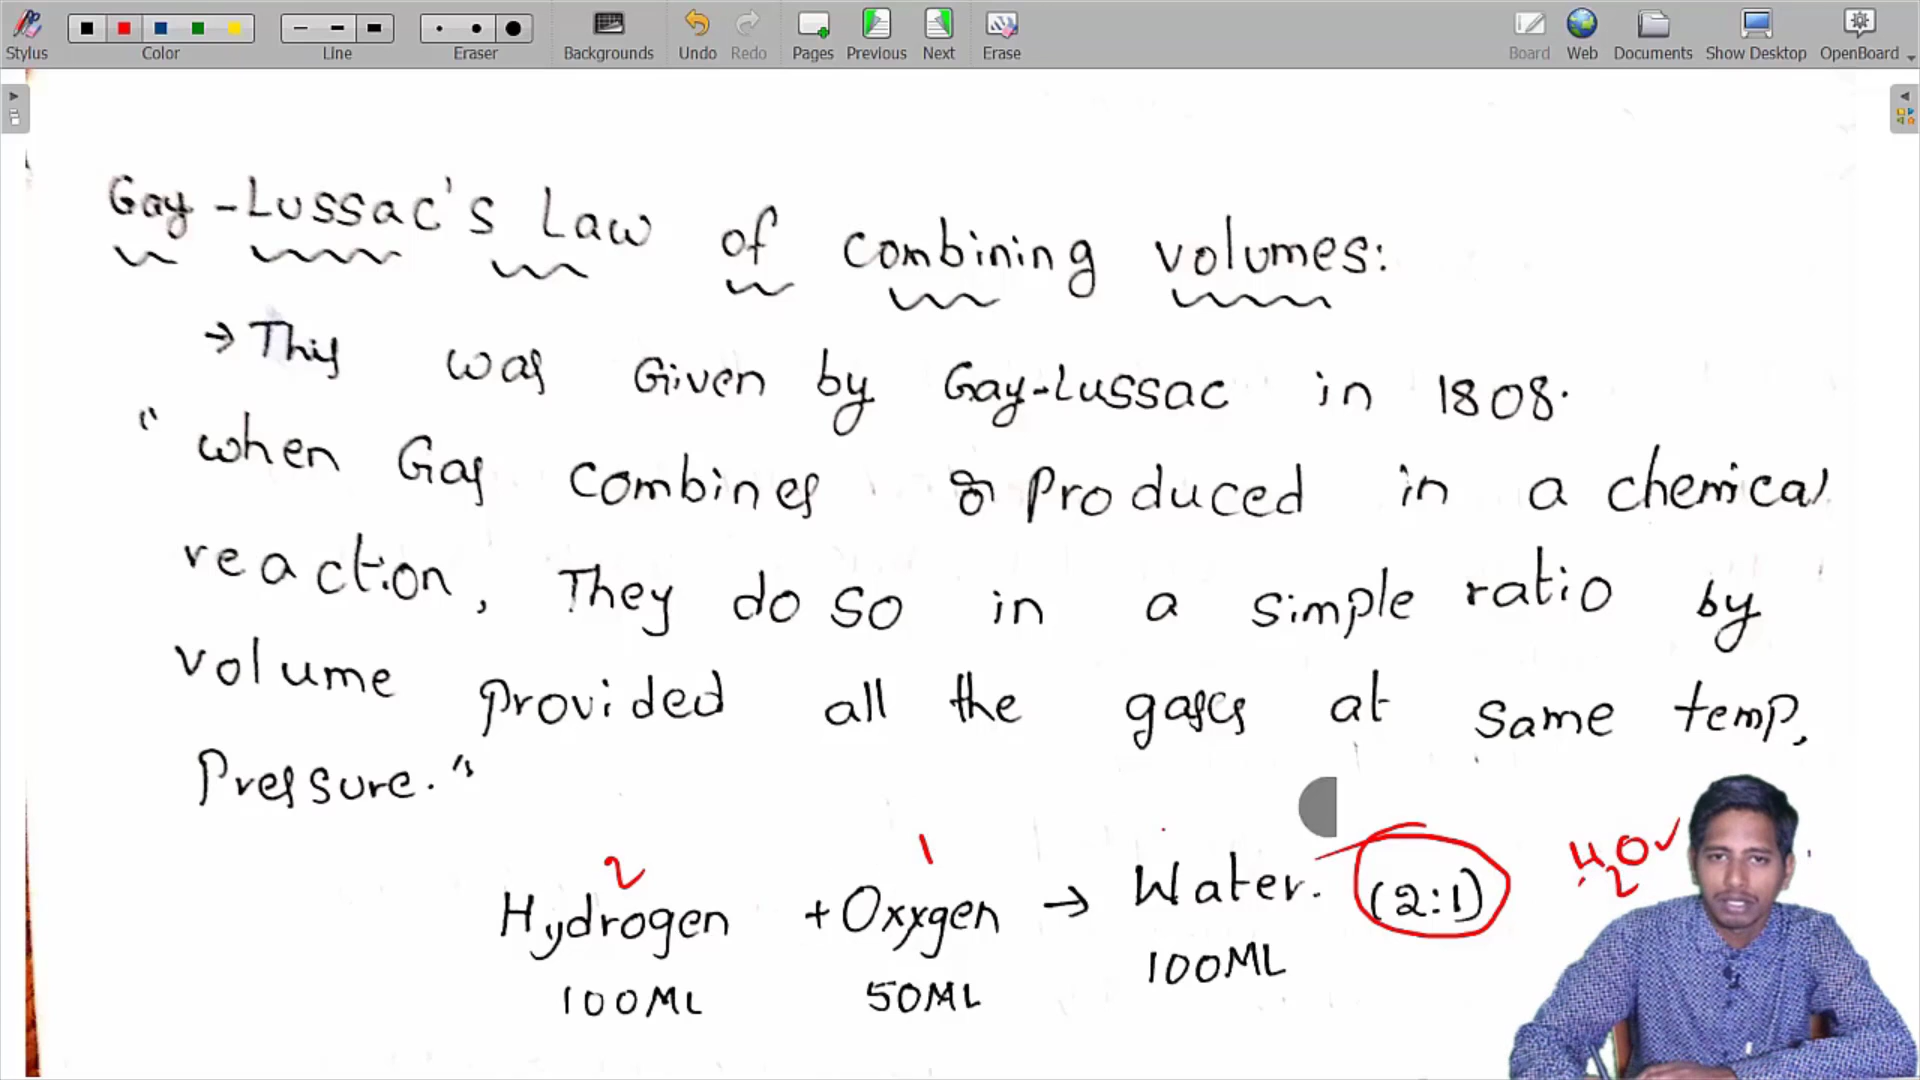 Stylus Color Line Eraser Backgrounds Undo Redo Pages Previous Next Erase Board Web Documents Show Desktop OpenBoard
Gay-Lussac's Law of combining volumes:
→ This was Given by Gay-Lussac in 1808.
"when Gas combines or Produced in a chemical
reaction, They do so in a simple ratio by
volume provided all the gases at same temp,
Pressure."
2 1
Hydrogen + Oxygen → Water. (2:1) H2O ✓
100ML 50ML 100ML